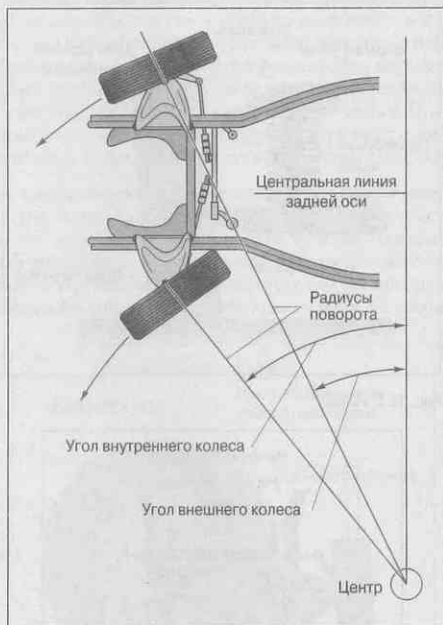 Центральная линия
задней оси
Радиусы
поворота
Угол внутреннего колеса
Угол внешнего колеса
Центр